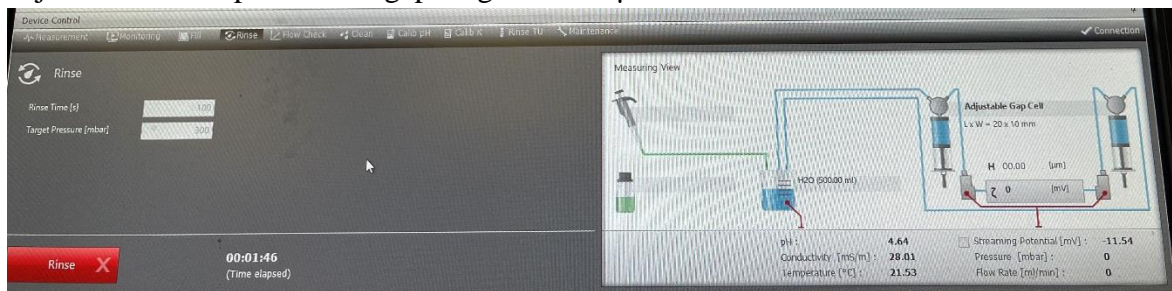 Device Control
Measurement Monitoring Fill Rinse Flow Check Clean Calib pH Calib K Rinse TU Maintenance Connection
Rinse
Rinse Time [s] 100
Target Pressure [mbar] 300
Rinse X
00:01:46
(Time elapsed)
Measuring View
Adjustable Gap Cell
L x W = 20 x 10 mm
H 00.00 [µm]
ζ 0 [mV]
H2O (500.00 ml)
pH : 4.64
Conductivity [mS/m] : 28.01
Temperature [°C] : 21.53
Streaming Potential [mV] : -11.54
Pressure [mbar] : 0
Flow Rate [ml/min] : 0